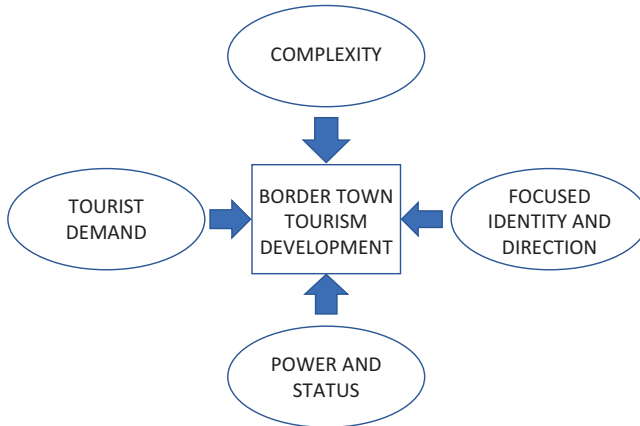 COMPLEXITY
TOURIST
DEMAND
BORDER TOWN
TOURISM
DEVELOPMENT
FOCUSED
IDENTITY AND
DIRECTION
POWER AND
STATUS